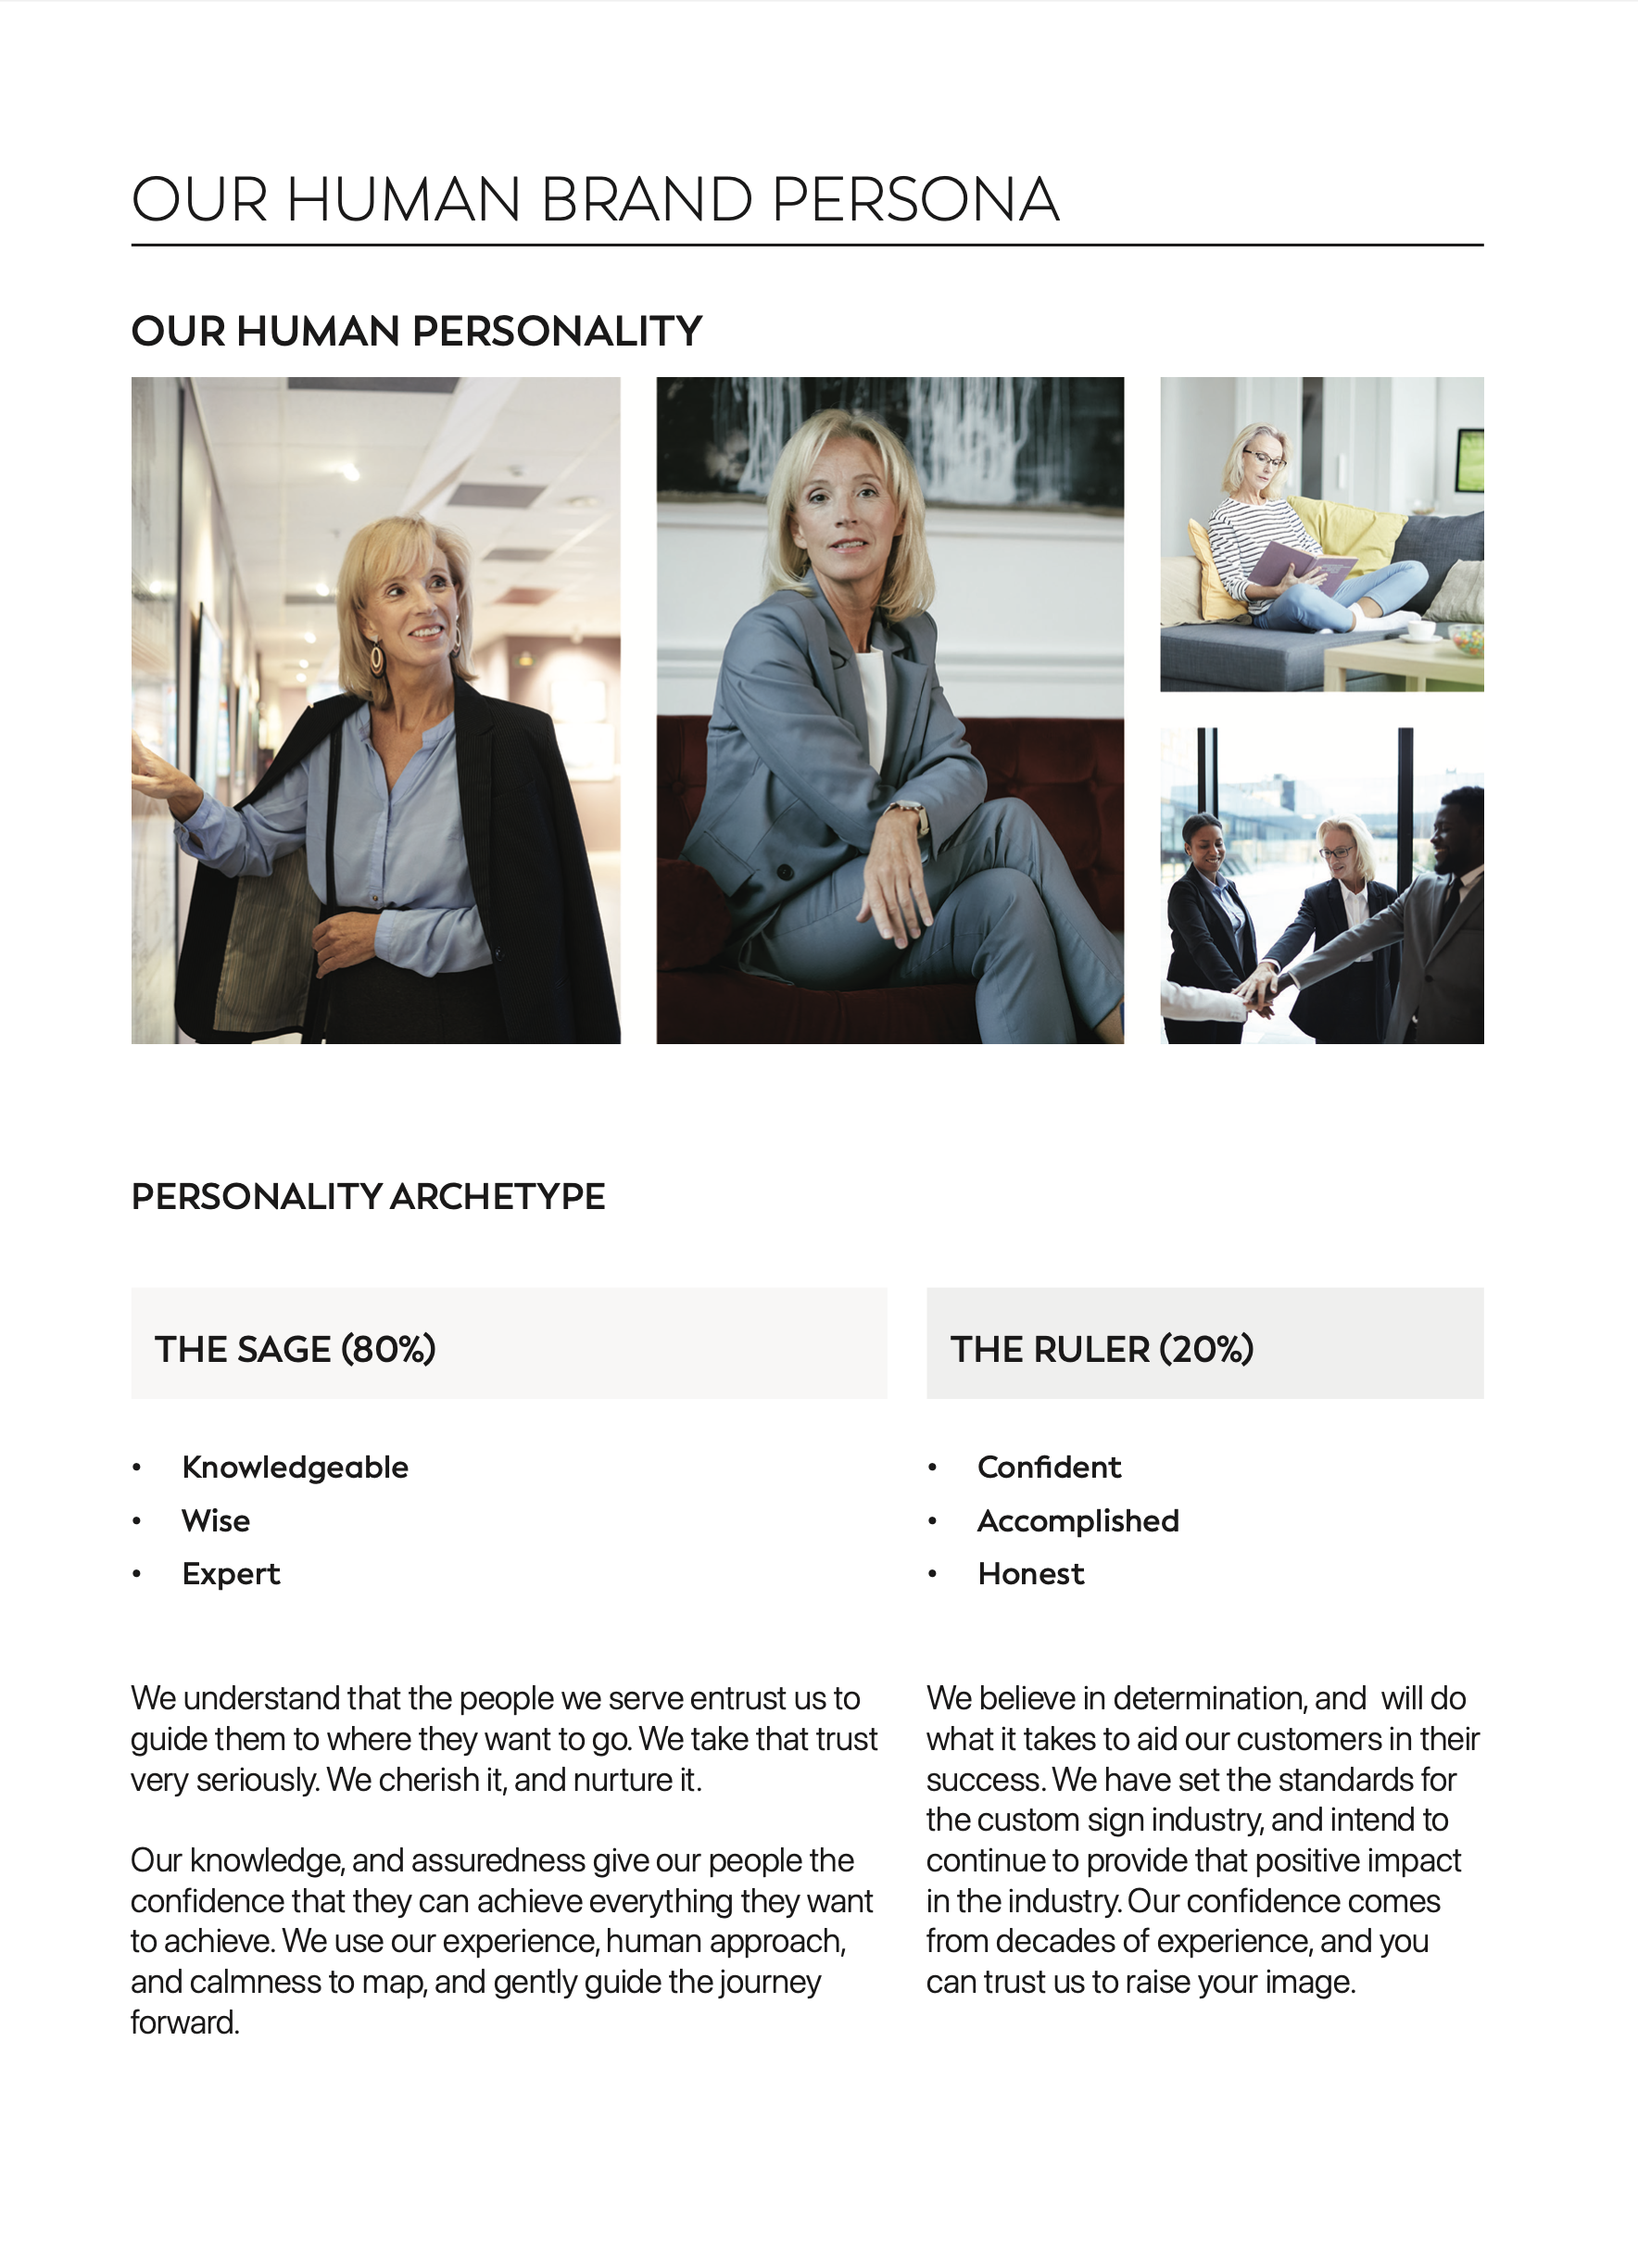 OUR HUMAN BRAND PERSONA
OUR HUMAN PERSONALITY
PERSONALITY ARCHETYPE
THE SAGE (80%)
• Knowledgeable
• Wise
• Expert
We understand that the people we serve entrust us to
guide them to where they want to go. We take that trust
very seriously. We cherish it, and nurture it.
Our knowledge, and assuredness give our people the
confidence that they can achieve everything they want
to achieve. We use our experience, human approach,
and calmness to map, and gently guide the journey
forward.
THE RULER (20%)
• Confident
• Accomplished
• Honest
We believe in determination, and  will do
what it takes to aid our customers in their
success. We have set the standards for
the custom sign industry, and intend to
continue to provide that positive impact
in the industry. Our confidence comes
from decades of experience, and you
can trust us to raise your image.